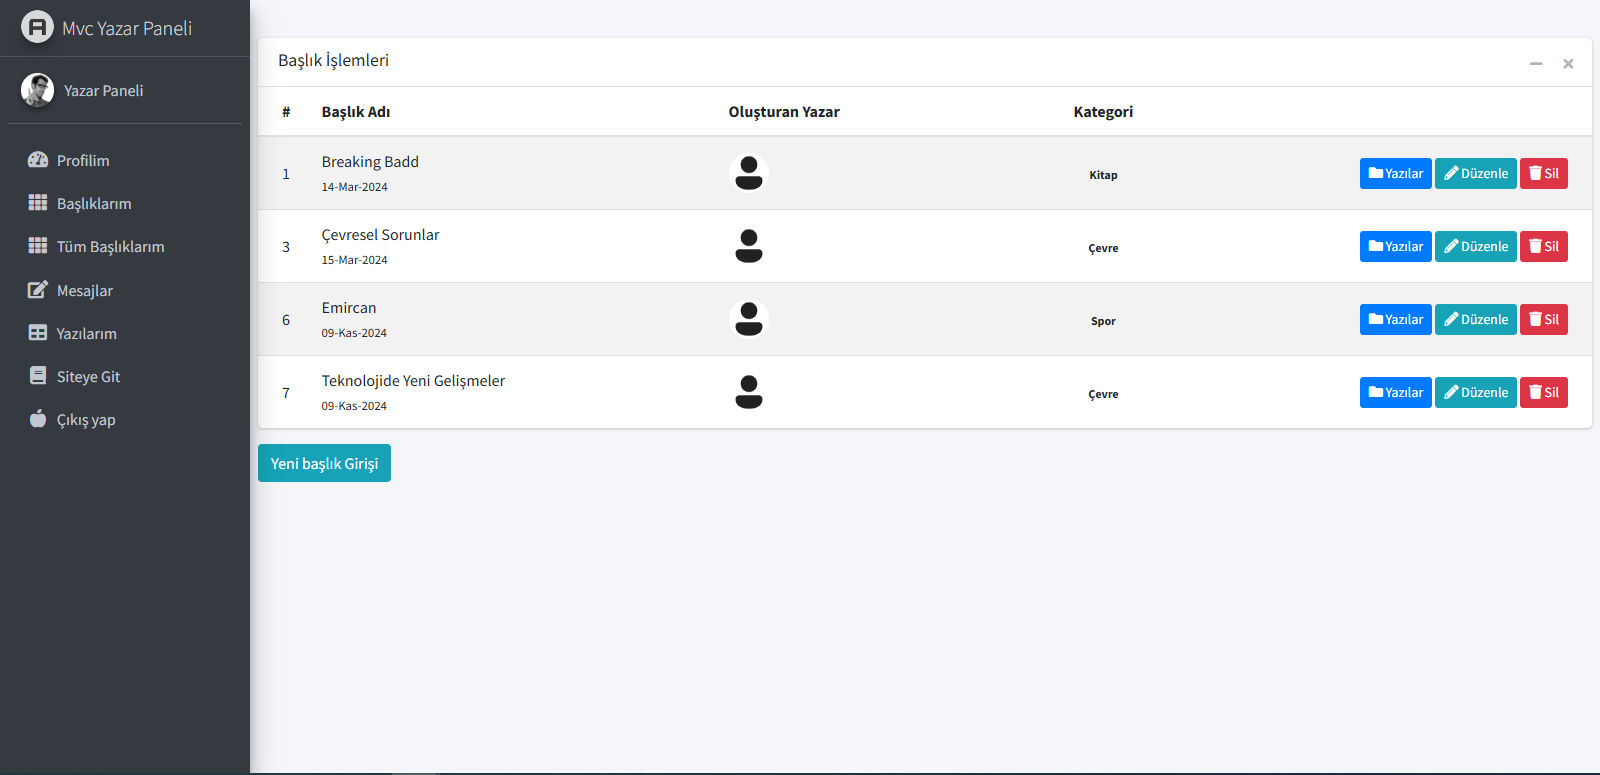 Mvc Yazar Paneli
Yazar Paneli
Profilim
Başlıklarım
Tüm Başlıklarım
Mesajlar
Yazılarım
Siteye Git
Çıkış yap
Başlık İşlemleri
# Başlık Adı Oluşturan Yazar Kategori
1 Breaking Badd 14-Mar-2024 Kitap Yazılar Düzenle Sil
3 Çevresel Sorunlar 15-Mar-2024 Çevre Yazılar Düzenle Sil
6 Emircan 09-Kas-2024 Spor Yazılar Düzenle Sil
7 Teknolojide Yeni Gelişmeler 09-Kas-2024 Çevre Yazılar Düzenle Sil
Yeni başlık Girişi